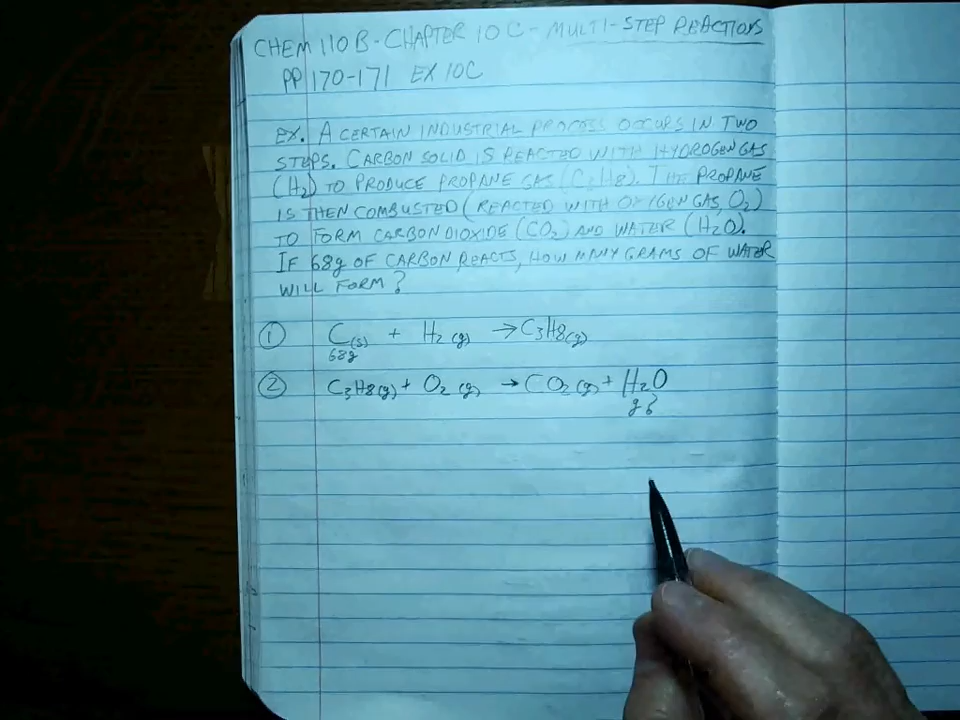 CHEM 110B - CHAPTER 10C - MULTI-STEP REACTIONS
PP 170-171 EX 10C
EX. A CERTAIN INDUSTRIAL PROCESS OCCURS IN TWO
STEPS. CARBON SOLID IS REACTED WITH HYDROGEN GAS
(H₂) TO PRODUCE PROPANE GAS (C₃H8). THE PROPANE
IS THEN COMBUSTED (REACTED WITH OXYGEN GAS, O₂)
TO FORM CARBON DIOXIDE (CO₂) AND WATER (H₂O).
IF 68g OF CARBON REACTS, HOW MANY GRAMS OF WATER
WILL FORM?
① C(s) + H₂(g) → C₃H8(g)
68g
② C₃H8(g) + O₂(g) → CO₂(g) + H₂O
g?